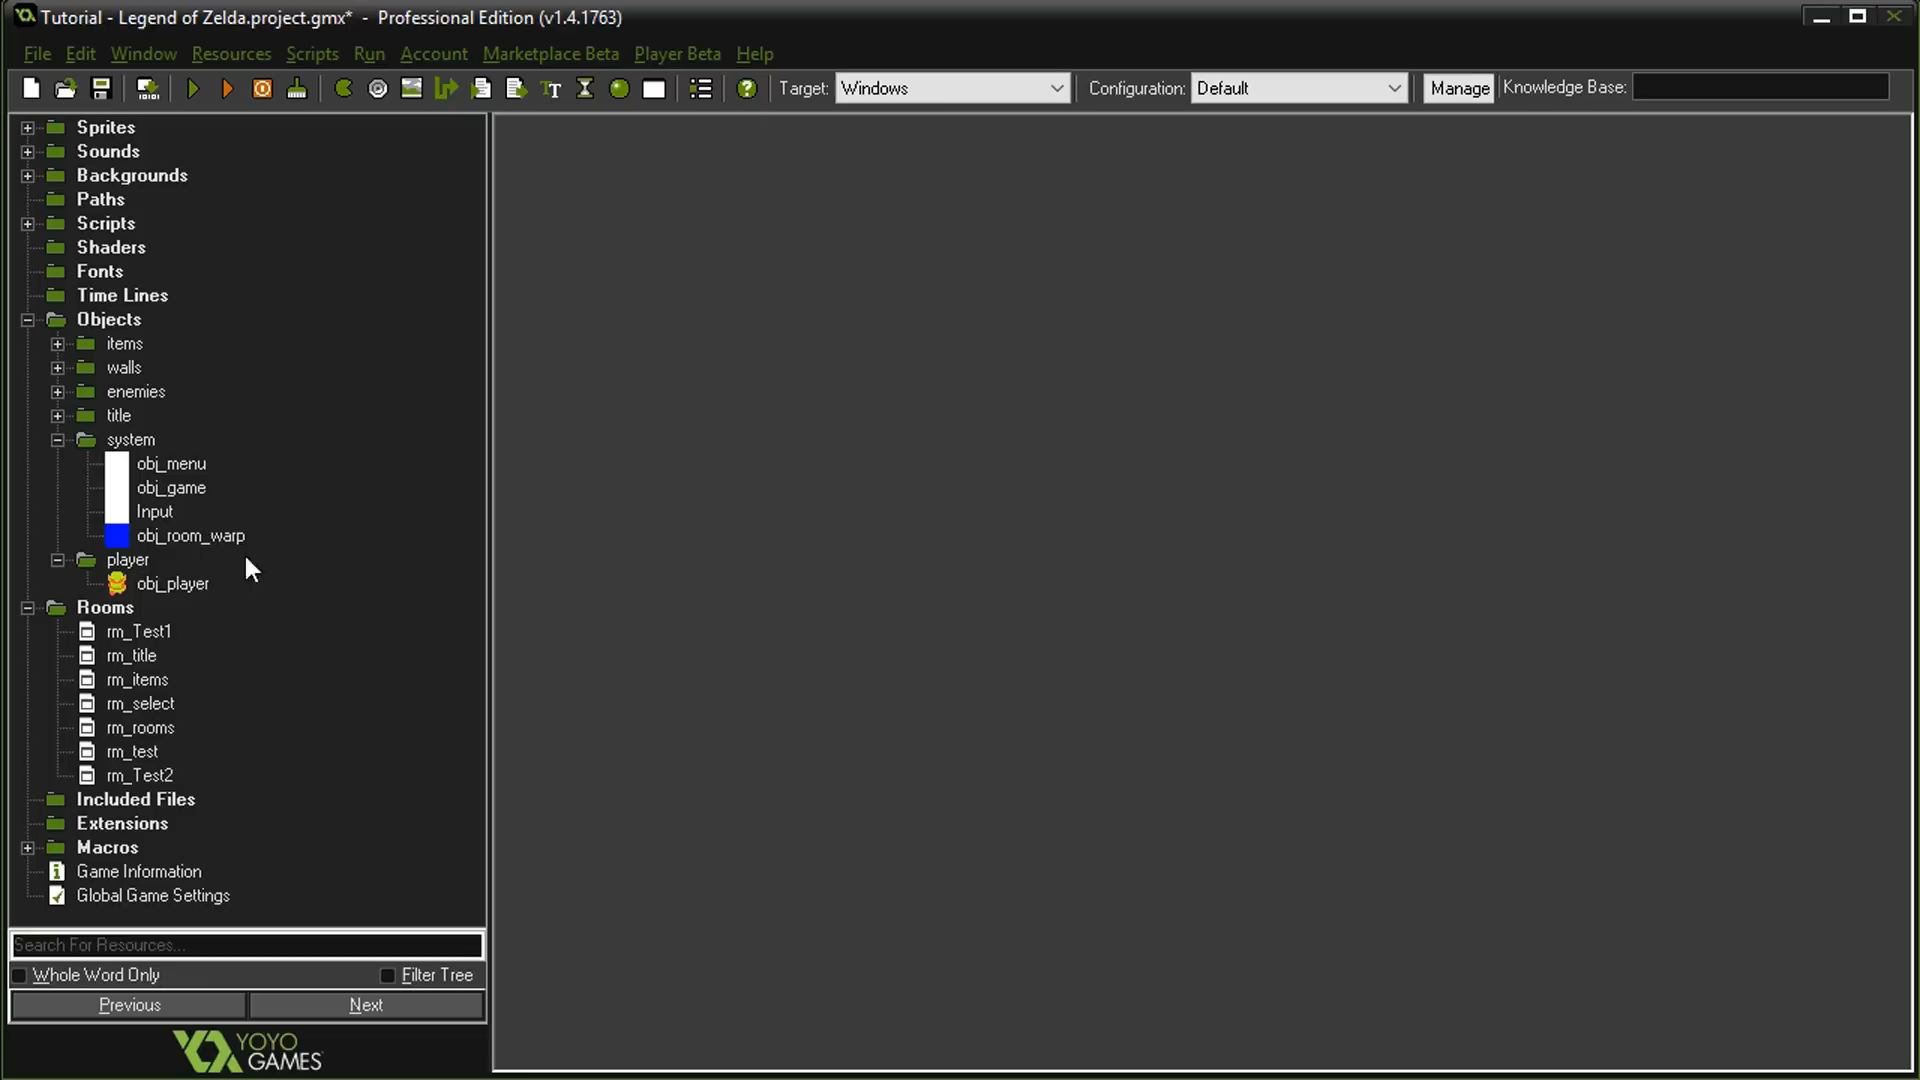 Tutorial - Legend of Zelda.project.gmx* - Professional Edition (v1.4.1763)
File Edit Window Resources Scripts Run Account Marketplace Beta Player Beta Help
Target: Windows Configuration: Default Manage Knowledge Base:
Sprites
Sounds
Backgrounds
Paths
Scripts
Shaders
Fonts
Time Lines
Objects
items
walls
enemies
title
system
obj_menu
obj_game
Input
obj_room_warp
player
obj_player
Rooms
rm_Test1
rm_title
rm_items
rm_select
rm_rooms
rm_test
rm_Test2
Included Files
Extensions
Macros
Game Information
Global Game Settings
Search For Resources...
Whole Word Only Filter Tree
Previous Next
YOYO
GAMES